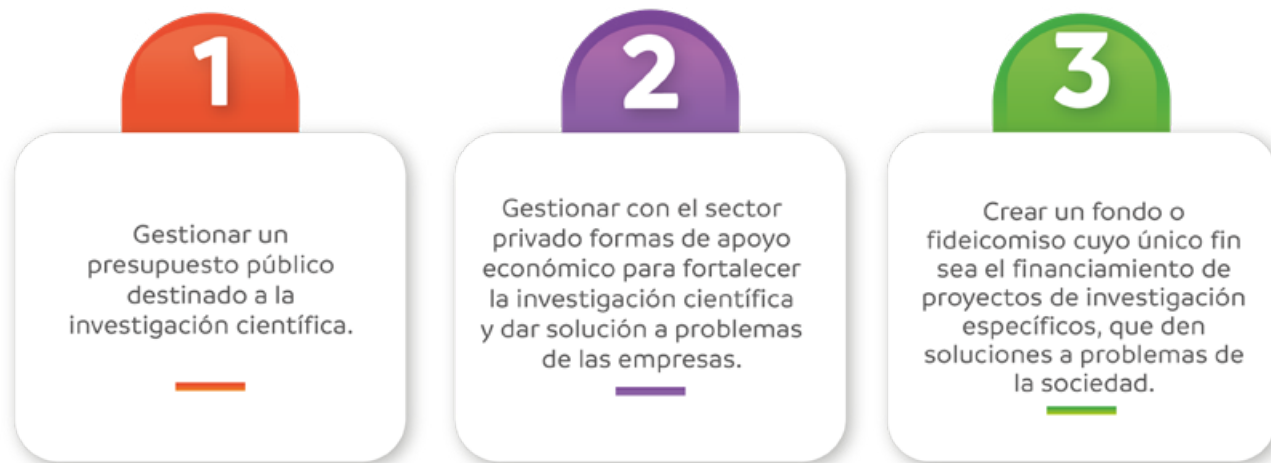 1
Gestionar un
presupuesto público
destinado a la
investigación científica.
2
Gestionar con el sector
privado formas de apoyo
económico para fortalecer
la investigación científica
y dar solución a problemas
de las empresas.
3
Crear un fondo o
fideicomiso cuyo único fin
sea el financiamiento de
proyectos de investigación
específicos, que den
soluciones a problemas de
la sociedad.